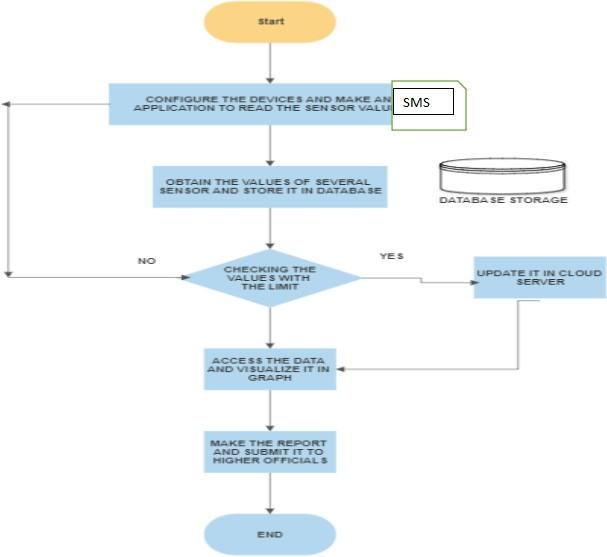 Start
CONFIGURE THE DEVICES AND MAKE AN
APPLICATION TO READ THE SENSOR VALU
SMS
OBTAIN THE VALUES OF SEVERAL
SENSOR AND STORE IT IN DATABASE
DATABASE STORAGE
NO
CHECKING THE
VALUES WITH
THE LIMIT
YES
UPDATE IT IN CLOUD
SERVER
ACCESS THE DATA
AND VISUALIZE IT IN
GRAPH
MAKE THE REPORT
AND SUBMIT IT TO
HIGHER OFFICIALS
END